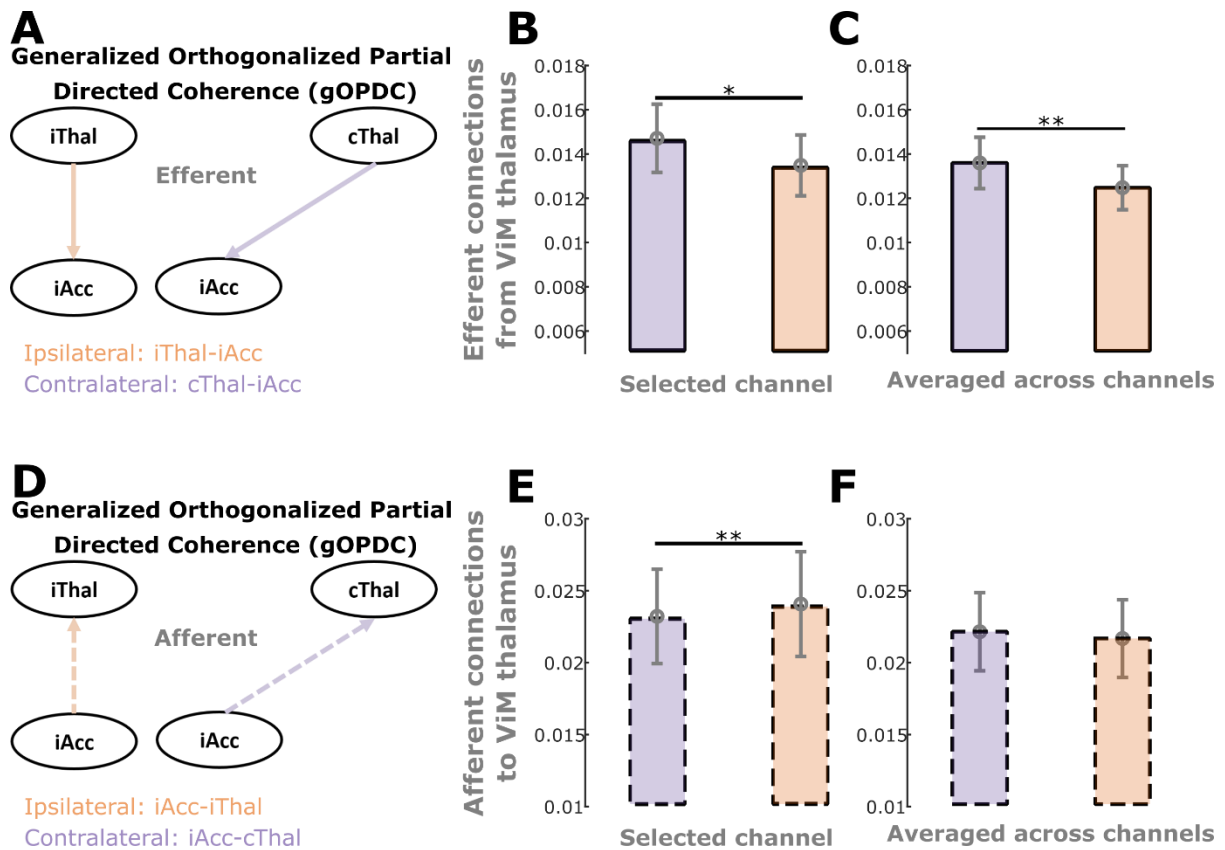 A
Generalized Orthogonalized Partial
Directed Coherence (gOPDC)
iThal
cThal
Efferent
iAcc
iAcc
Ipsilateral: iThal-iAcc
Contralateral: cThal-iAcc
B
Efferent connections
from ViM thalamus
0.018
0.016
0.014
0.012
0.01
0.008
0.006
*
Selected channel
C
0.018
0.016
0.014
0.012
0.01
0.008
0.006
**
Averaged across channels
D
Generalized Orthogonalized Partial
Directed Coherence (gOPDC)
iThal
cThal
Afferent
iAcc
iAcc
Ipsilateral: iAcc-iThal
Contralateral: iAcc-cThal
E
Afferent connections
to ViM thalamus
0.03
0.025
0.02
0.015
0.01
**
Selected channel
F
0.03
0.025
0.02
0.015
0.01
Averaged across channels